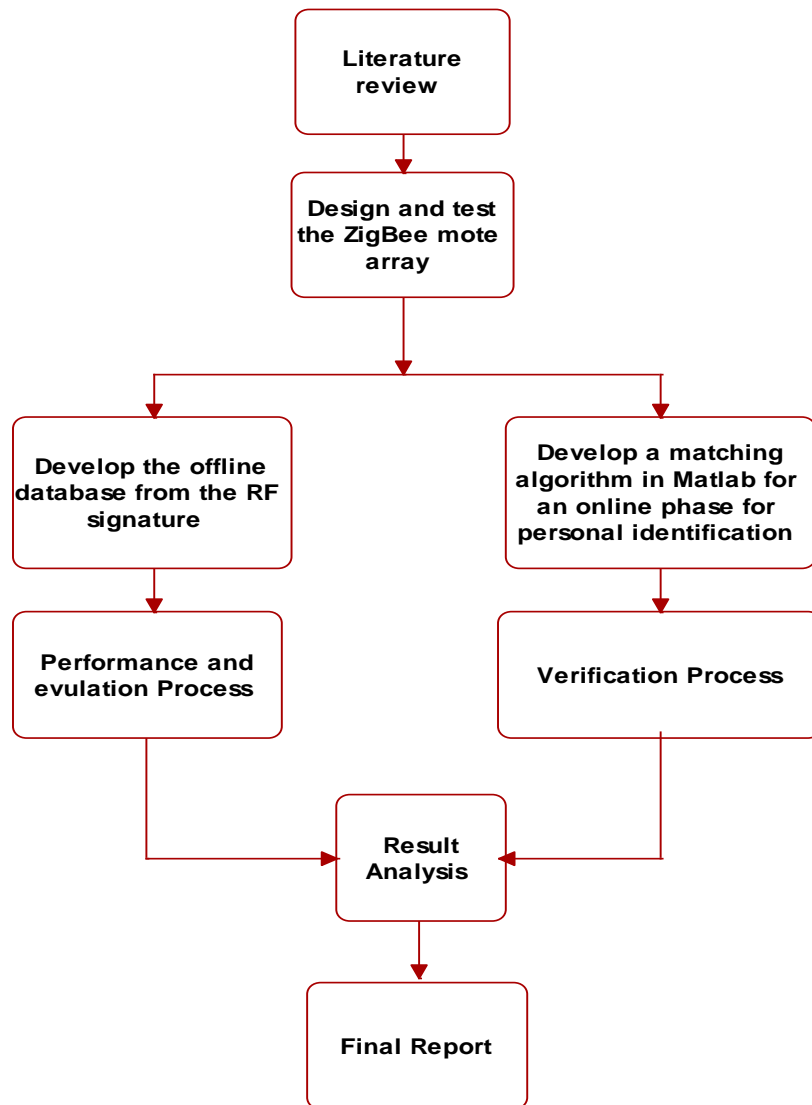 Literature
review
Design and test
the ZigBee mote
array
Develop the offline
database from the RF
signature
Develop a matching
algorithm in Matlab for
an online phase for
personal identification
Performance and
evulation Process
Verification Process
Result
Analysis
Final Report